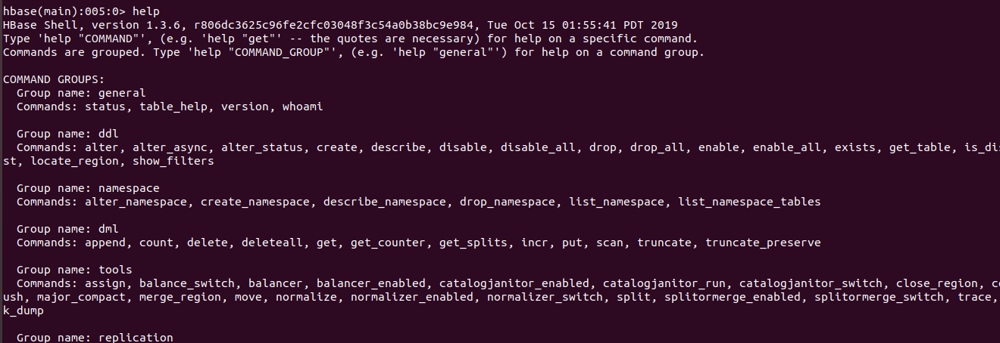 hbase(main):005:0> help
HBase Shell, version 1.3.6, r806dc3625c96fe2cfc03048f3c54a0b38bc9e984, Tue Oct 15 01:55:41 PDT 2019
Type 'help "COMMAND"', (e.g. 'help "get"' -- the quotes are necessary) for help on a specific command.
Commands are grouped. Type 'help "COMMAND_GROUP"', (e.g. 'help "general"') for help on a command group.
COMMAND GROUPS:
Group name: general
Commands: status, table_help, version, whoami
Group name: ddl
Commands: alter, alter_async, alter_status, create, describe, disable, disable_all, drop, drop_all, enable, enable_all, exists, get_table, is_dis
st, locate_region, show_filters
Group name: namespace
Commands: alter_namespace, create_namespace, describe_namespace, drop_namespace, list_namespace, list_namespace_tables
Group name: dml
Commands: append, count, delete, deleteall, get, get_counter, get_splits, incr, put, scan, truncate, truncate_preserve
Group name: tools
Commands: assign, balance_switch, balancer, balancer_enabled, catalogjanitor_enabled, catalogjanitor_run, catalogjanitor_switch, close_region, co
ush, major_compact, merge_region, move, normalize, normalizer_enabled, normalizer_switch, split, splitormerge_enabled, splitormerge_switch, trace,
k_dump
Group name: replication